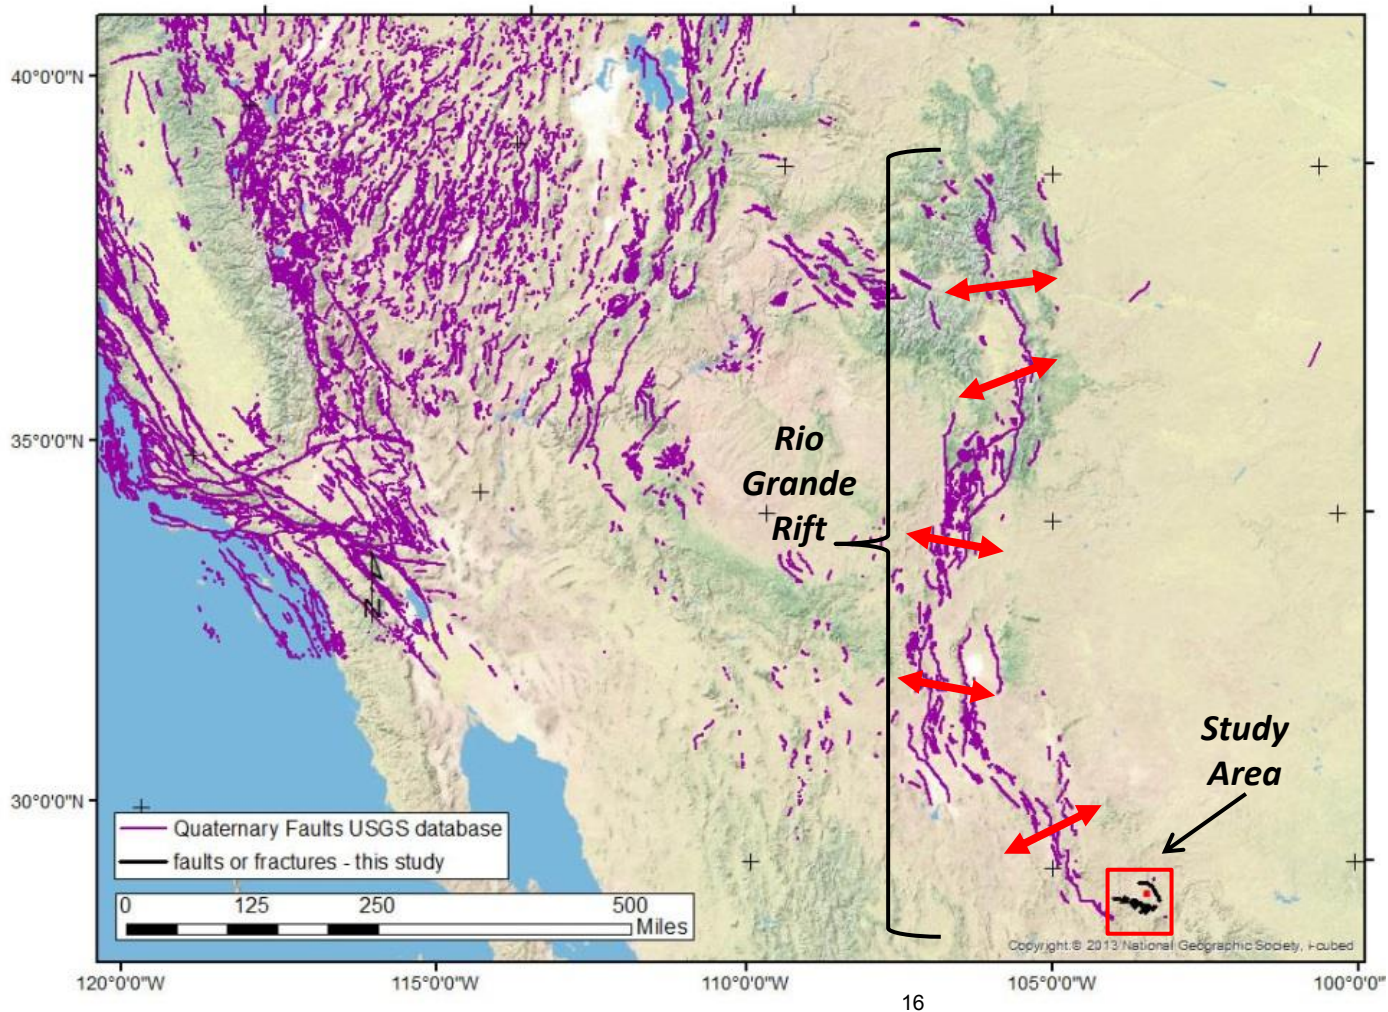 40°0'0"N
35°0'0"N
30°0'0"N
Rio
Grande
Rift
Study
Area
N
Quaternary Faults USGS database
faults or fractures - this study
0 125 250 500
Miles
Copyright:© 2013 National Geographic Society, i-cubed
120°0'0"W 115°0'0"W 110°0'0"W 105°0'0"W 100°0'0"
16